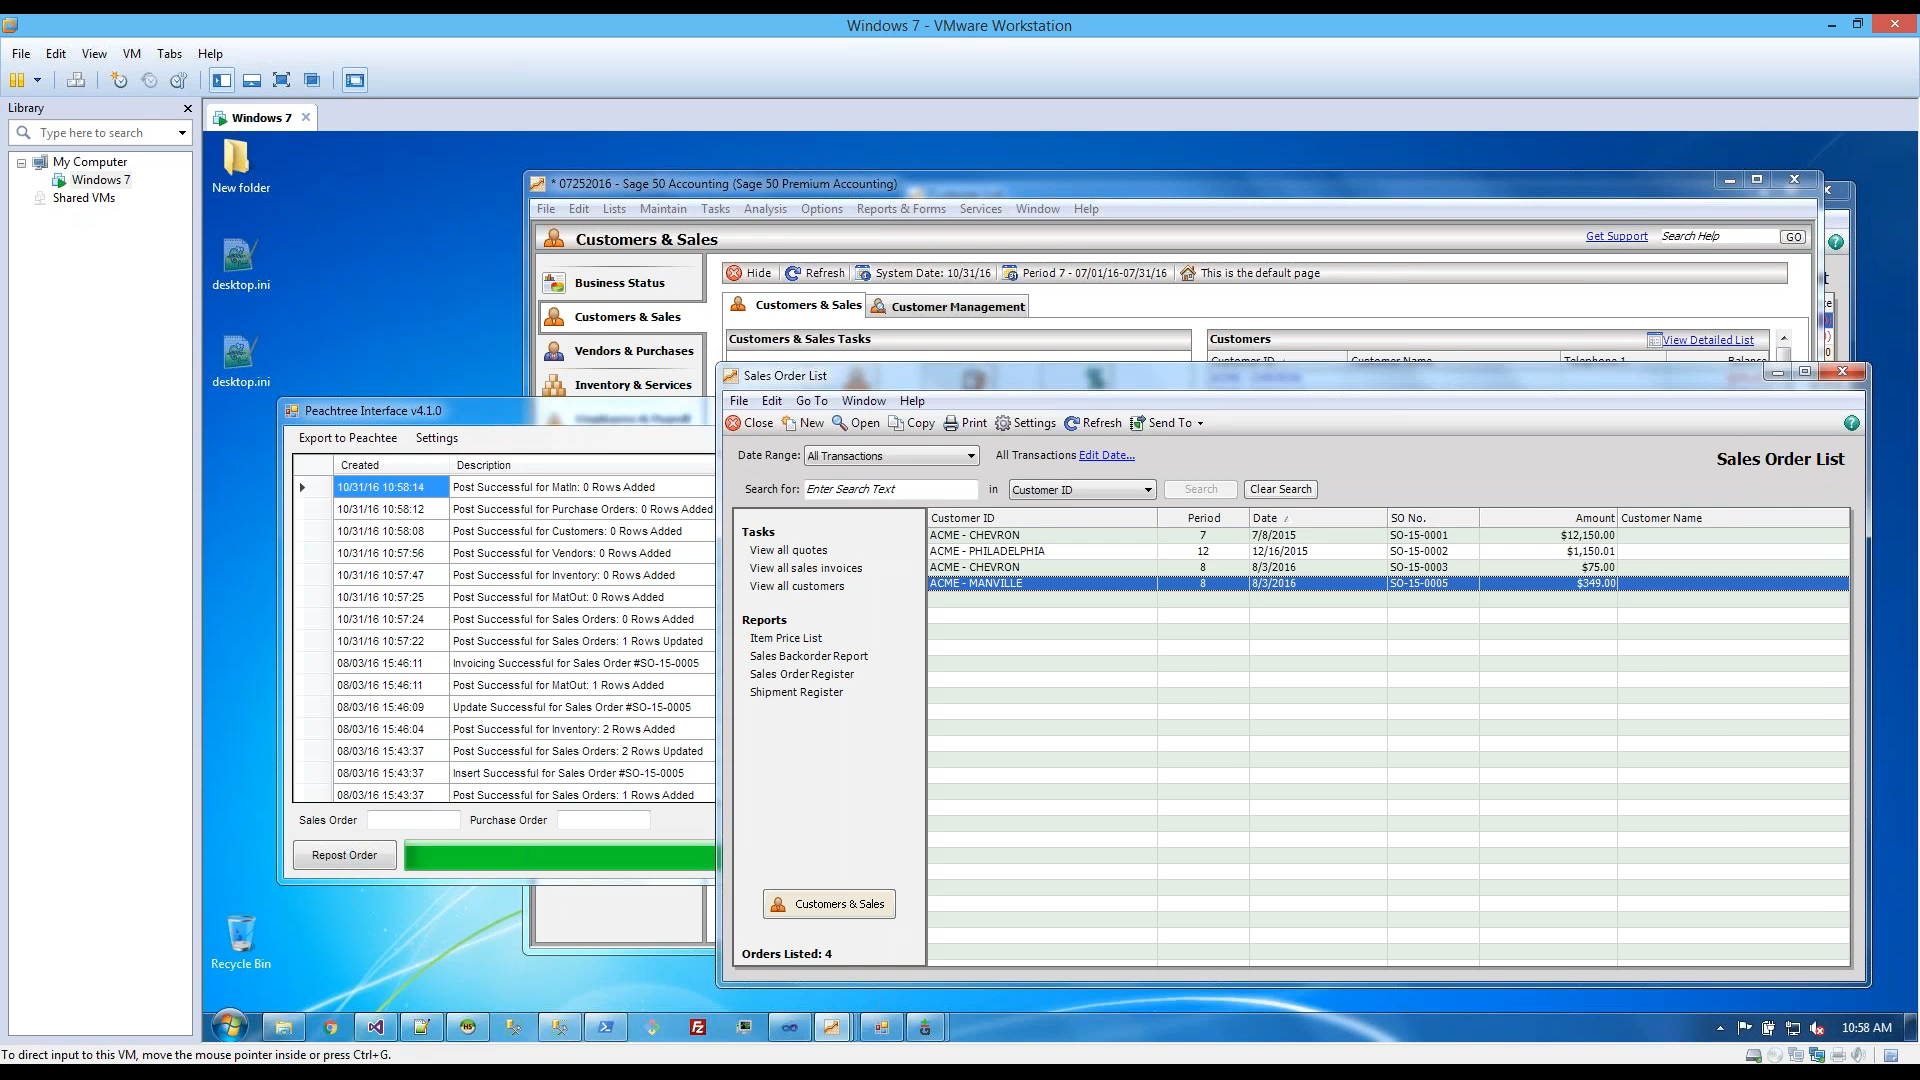 Windows 7 - VMware Workstation
File Edit View VM Tabs Help
Library
Type here to search
My Computer
Windows 7
Shared VMs
Windows 7
New folder
desktop.ini
desktop.ini
Recycle Bin
* 07252016 - Sage 50 Accounting (Sage 50 Premium Accounting)
File Edit Lists Maintain Tasks Analysis Options Reports & Forms Services Window Help
Customers & Sales
Get Support Search Help GO
Business Status
Customers & Sales
Vendors & Purchases
Inventory & Services
Hide Refresh System Date: 10/31/16 Period 7 - 07/01/16-07/31/16 This is the default page
Customers & Sales Customer Management
Customers & Sales Tasks
Customers View Detailed List
Customer ID Customer Name Telephone 1 Balance
Peachtree Interface v4.1.0
Export to Peachtee Settings
Created Description
10/31/16 10:58:14 Post Successful for MatIn: 0 Rows Added
10/31/16 10:58:12 Post Successful for Purchase Orders: 0 Rows Added
10/31/16 10:58:08 Post Successful for Customers: 0 Rows Added
10/31/16 10:57:56 Post Successful for Vendors: 0 Rows Added
10/31/16 10:57:47 Post Successful for Inventory: 0 Rows Added
10/31/16 10:57:25 Post Successful for MatOut: 0 Rows Added
10/31/16 10:57:24 Post Successful for Sales Orders: 0 Rows Added
10/31/16 10:57:22 Post Successful for Sales Orders: 1 Rows Updated
08/03/16 15:46:11 Invoicing Successful for Sales Order #SO-15-0005
08/03/16 15:46:11 Post Successful for MatOut: 1 Rows Added
08/03/16 15:46:09 Update Successful for Sales Order #SO-15-0005
08/03/16 15:46:04 Post Successful for Inventory: 2 Rows Added
08/03/16 15:43:37 Post Successful for Sales Orders: 2 Rows Updated
08/03/16 15:43:37 Insert Successful for Sales Order #SO-15-0005
08/03/16 15:43:37 Post Successful for Sales Orders: 1 Rows Added
Sales Order Purchase Order
Repost Order
Sales Order List
File Edit Go To Window Help
Close New Open Copy Print Settings Refresh Send To
Date Range: All Transactions All Transactions Edit Date...
Sales Order List
Search for: Enter Search Text in Customer ID Search Clear Search
Tasks
View all quotes
View all sales invoices
View all customers
Reports
Item Price List
Sales Backorder Report
Sales Order Register
Shipment Register
Customers & Sales
Orders Listed: 4
Customer ID Period Date SO No. Amount Customer Name
ACME - CHEVRON 7 7/8/2015 SO-15-0001 $12,150.00
ACME - PHILADELPHIA 12 12/16/2015 SO-15-0002 $1,150.01
ACME - CHEVRON 8 8/3/2016 SO-15-0003 $75.00
ACME - MANVILLE 8 8/3/2016 SO-15-0005 $349.00
10:58 AM
To direct input to this VM, move the mouse pointer inside or press Ctrl+G.